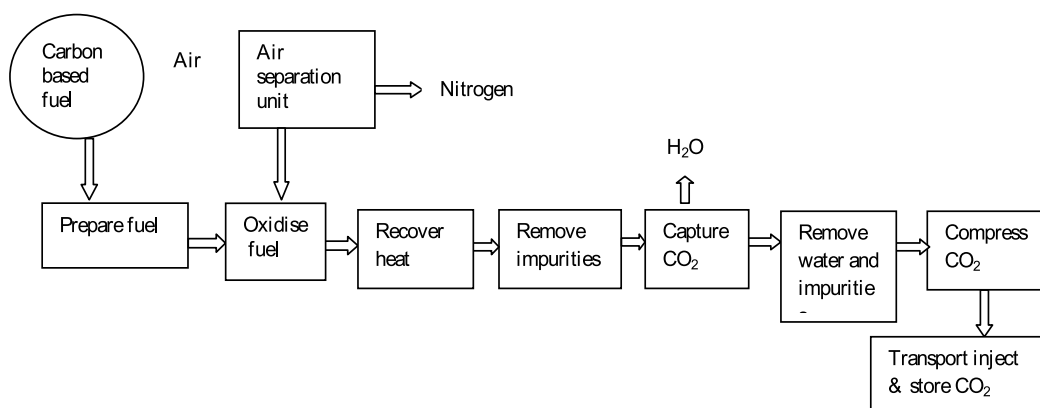 Carbon
based
fuel
Air
Air
separation
unit
Nitrogen
H₂O
Prepare fuel
Oxidise
fuel
Recover
heat
Remove
impurities
Capture
CO₂
Remove
water and
impuritie
Compress
CO₂
Transport inject
& store CO₂